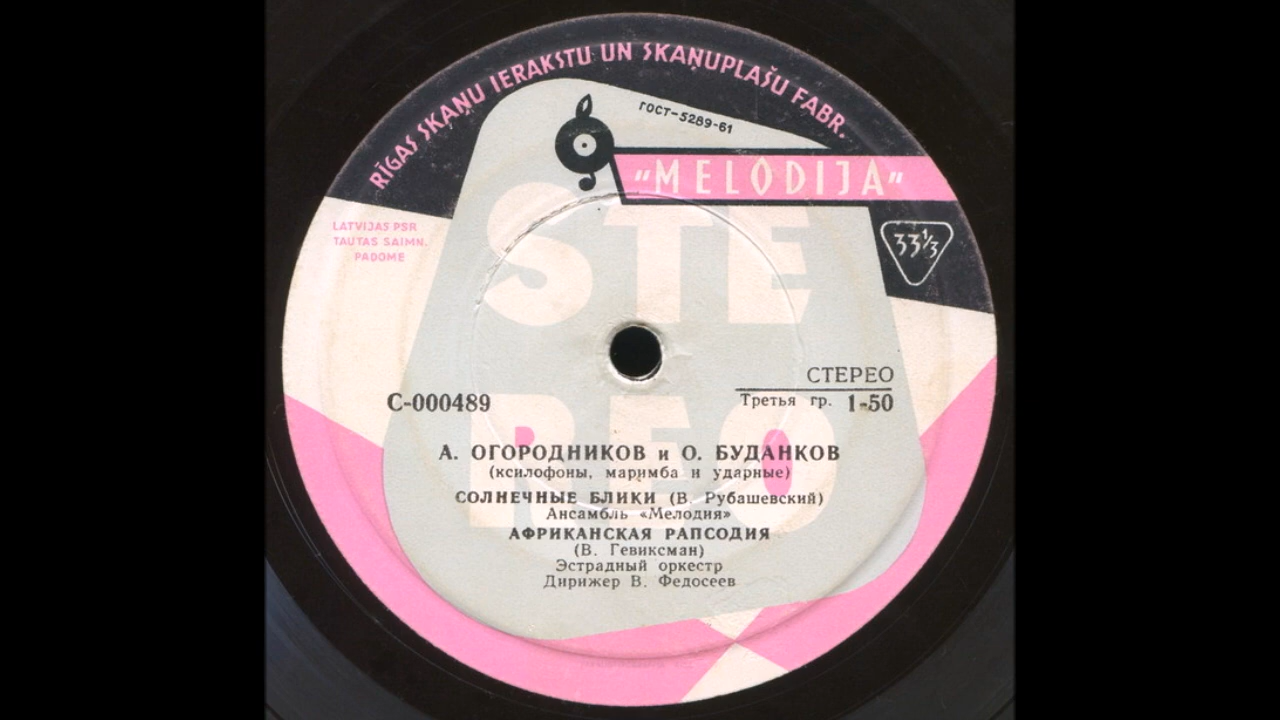 RĪGAS SKAŅU IERAKSTU UN SKAŅUPLAŠU FABR.
ГОСТ-5289-61
"MELODIJA"
LATVIJAS PSR
TAUTAS SAIMN.
PADOME
33⅓
STE
REO
СТЕРЕО
С-000489
Третья гр. 1-50
А. ОГОРОДНИКОВ и О. БУДАНКОВ
(ксилофоны, маримба и ударные)
СОЛНЕЧНЫЕ БЛИКИ (В. Рубашевский)
Ансамбль «Мелодия»
АФРИКАНСКАЯ РАПСОДИЯ
(В. Гевиксман)
Эстрадный оркестр
Дирижер В. Федосеев